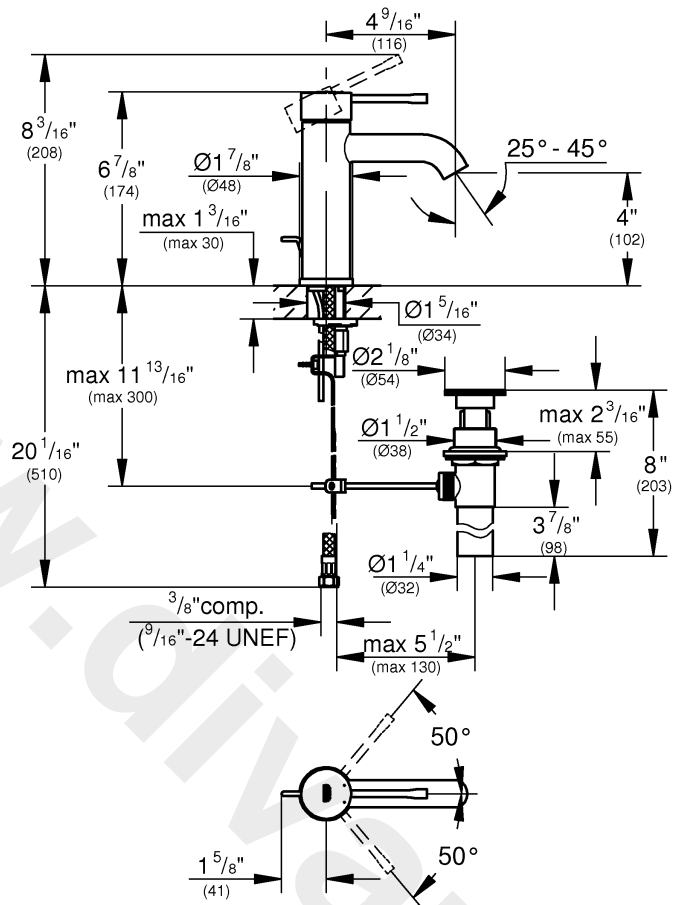 4 9/16"
(116)
8 3/16"
(208)
6 7/8"
(174)
Ø1 7/8"
(Ø48)
25° - 45°
max 1 3/16"
(max 30)
4"
(102)
Ø1 5/16"
(Ø34)
max 11 13/16"
(max 300)
Ø2 1/8"
(Ø54)
max 2 3/16"
(max 55)
Ø1 1/2"
(Ø38)
20 1/16"
(510)
8"
(203)
3 7/8"
(98)
Ø1 1/4"
(Ø32)
3/8"comp.
(9/16"-24 UNEF)
max 5 1/2"
(max 130)
50°
50°
1 5/8"
(41)
w.diva